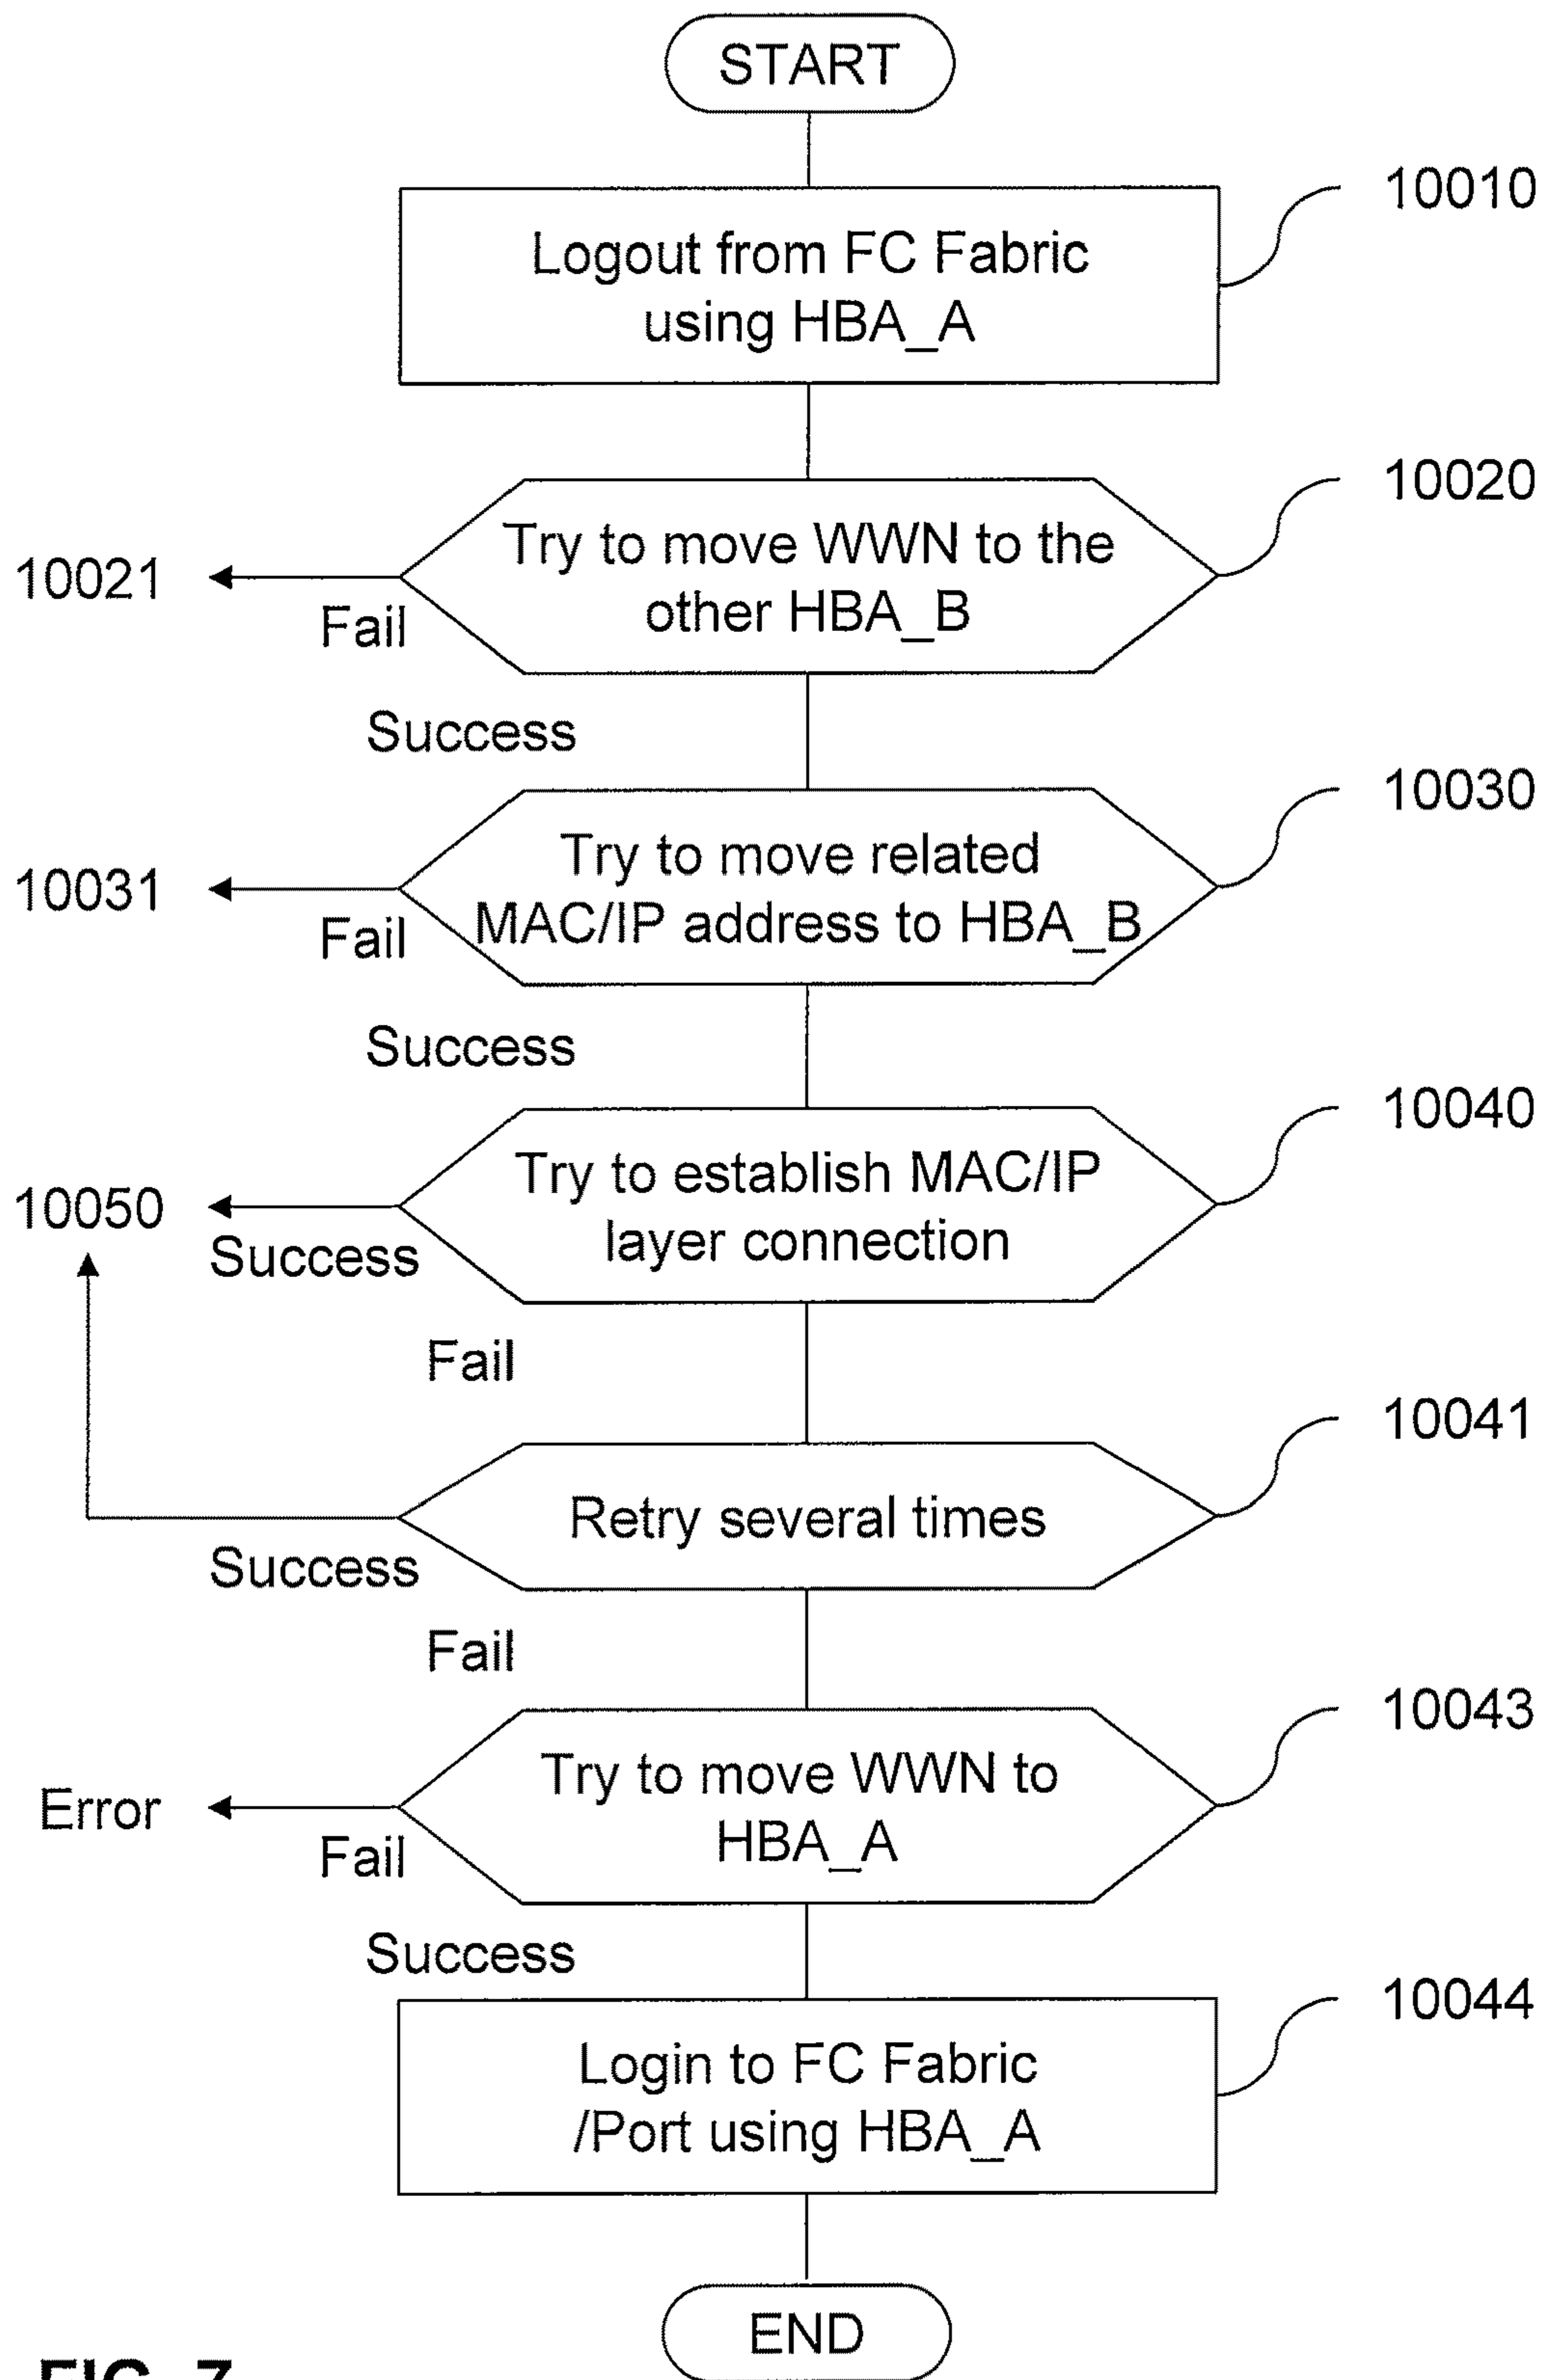 START
10010
Logout from FC Fabric
using HBA_A
10020
Try to move WWN to the
other HBA_B
10021
Fail
Success
10030
Try to move related
MAC/IP address to HBA_B
10031
Fail
Success
10040
Try to establish MAC/IP
layer connection
10050
Success
Fail
10041
Retry several times
Success
Fail
10043
Try to move WWN to
HBA_A
Error
Fail
Success
10044
Login to FC Fabric
/Port using HBA_A
END
FIG. 7